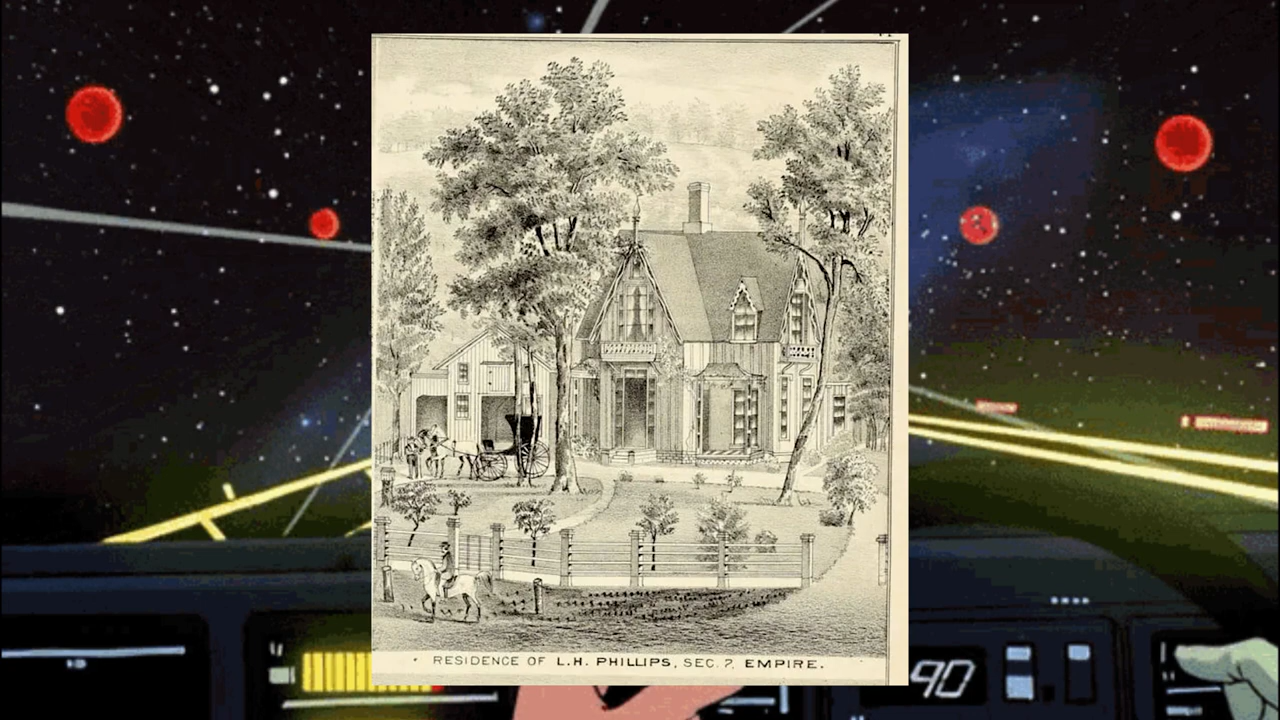 RESIDENCE OF L.H. PHILLIPS, SEC. 7, EMPIRE.
90